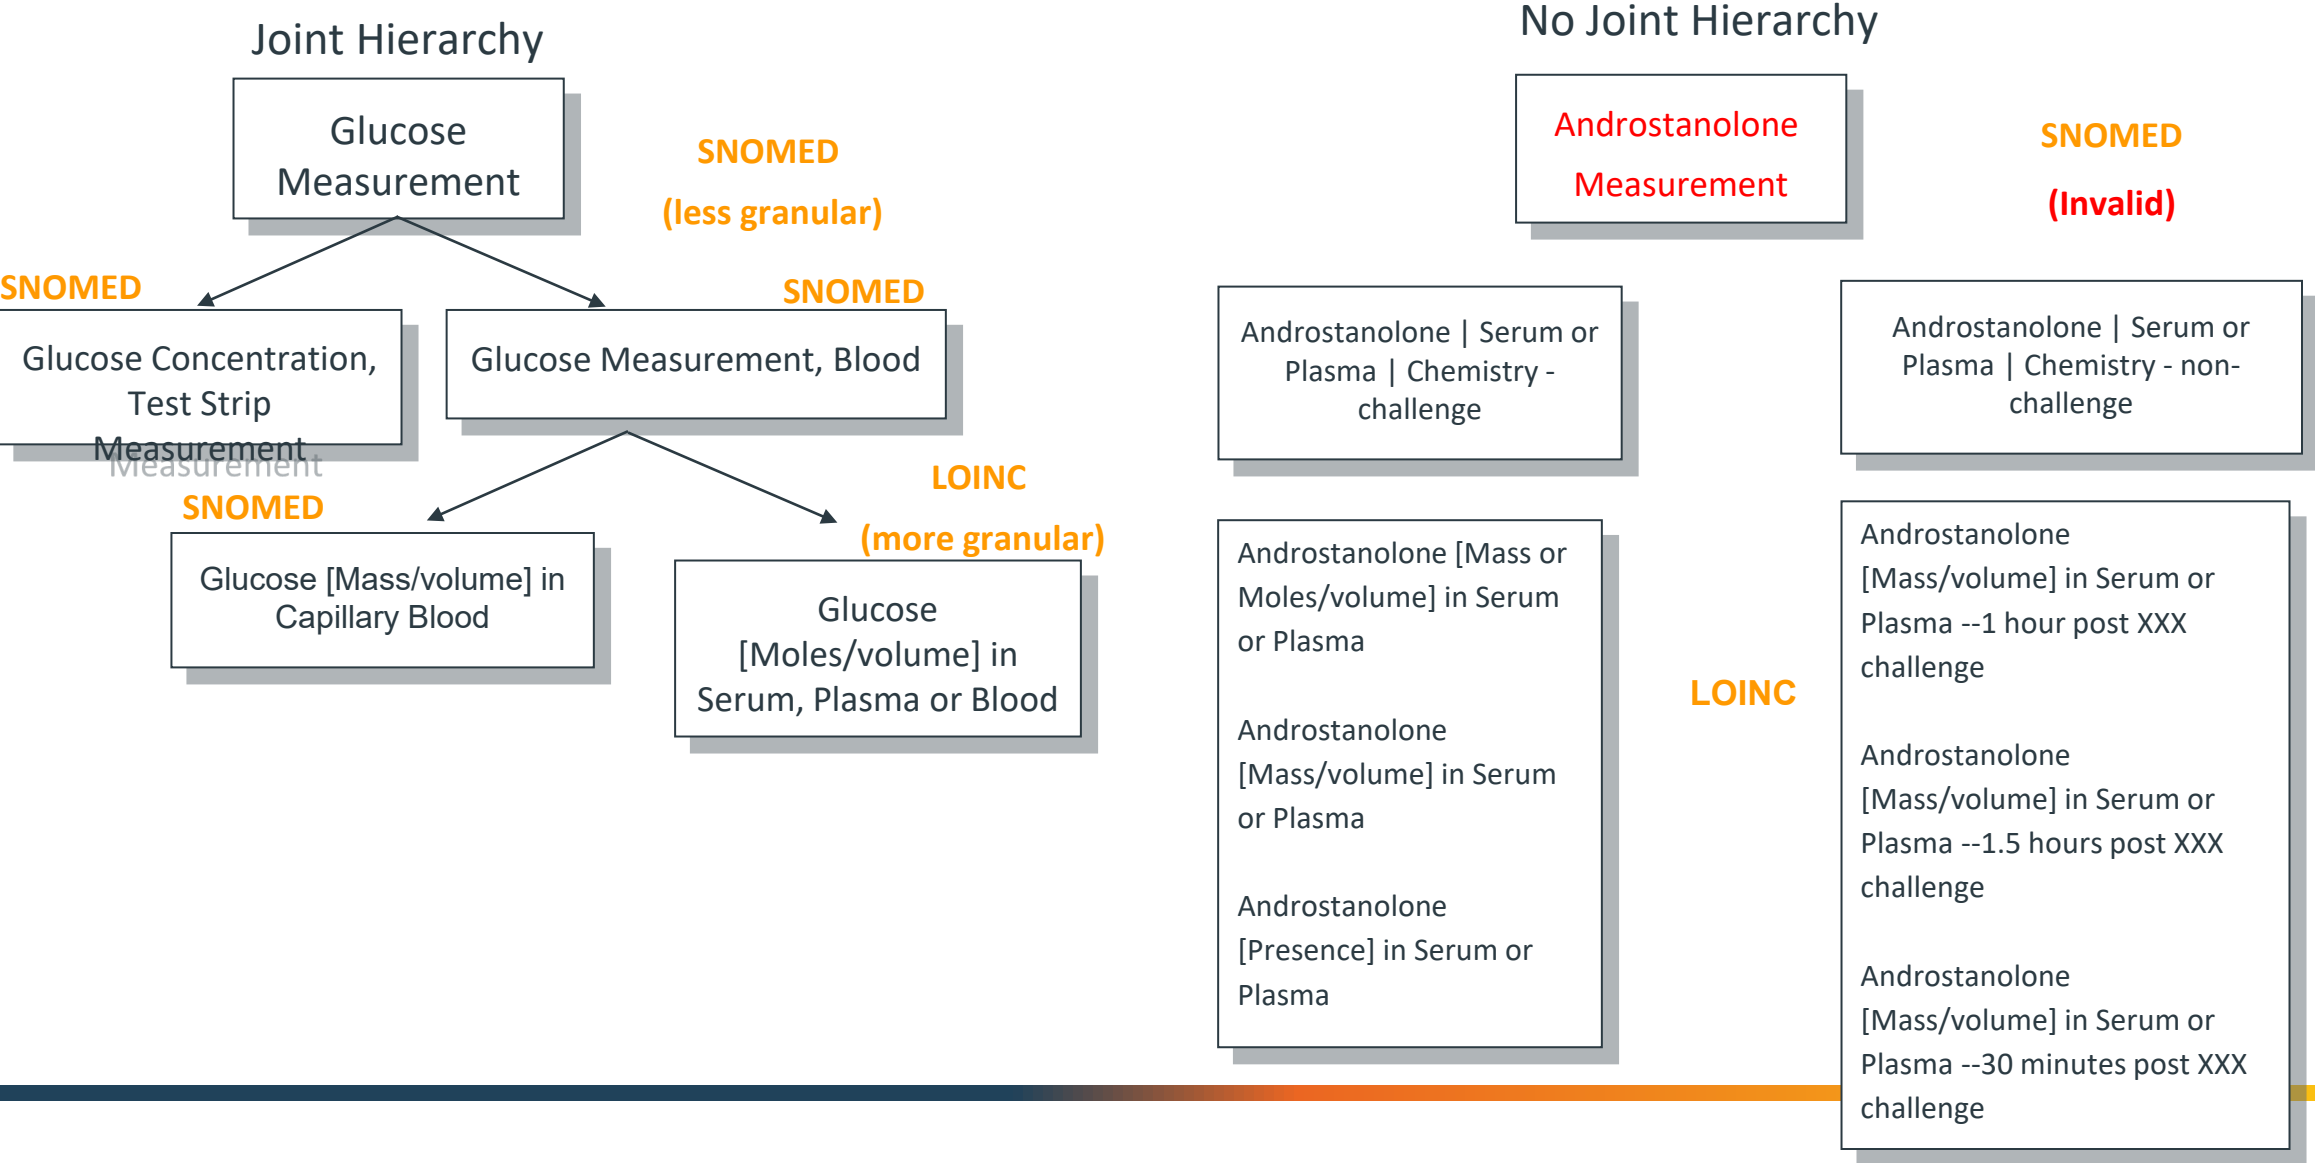 Joint Hierarchy
Glucose
Measurement
SNOMED
(less granular)
SNOMED
Glucose Concentration,
Test Strip
Measurement
SNOMED
Glucose Measurement, Blood
SNOMED
Glucose [Mass/volume] in
Capillary Blood
LOINC
(more granular)
Glucose
[Moles/volume] in
Serum, Plasma or Blood
No Joint Hierarchy
Androstanolone
Measurement
SNOMED
(Invalid)
Androstanolone | Serum or
Plasma | Chemistry -
challenge
Androstanolone | Serum or
Plasma | Chemistry - non-
challenge
Androstanolone [Mass or
Moles/volume] in Serum
or Plasma
Androstanolone
[Mass/volume] in Serum
or Plasma
Androstanolone
[Presence] in Serum or
Plasma
LOINC
Androstanolone
[Mass/volume] in Serum or
Plasma --1 hour post XXX
challenge
Androstanolone
[Mass/volume] in Serum or
Plasma --1.5 hours post XXX
challenge
Androstanolone
[Mass/volume] in Serum or
Plasma --30 minutes post XXX
challenge